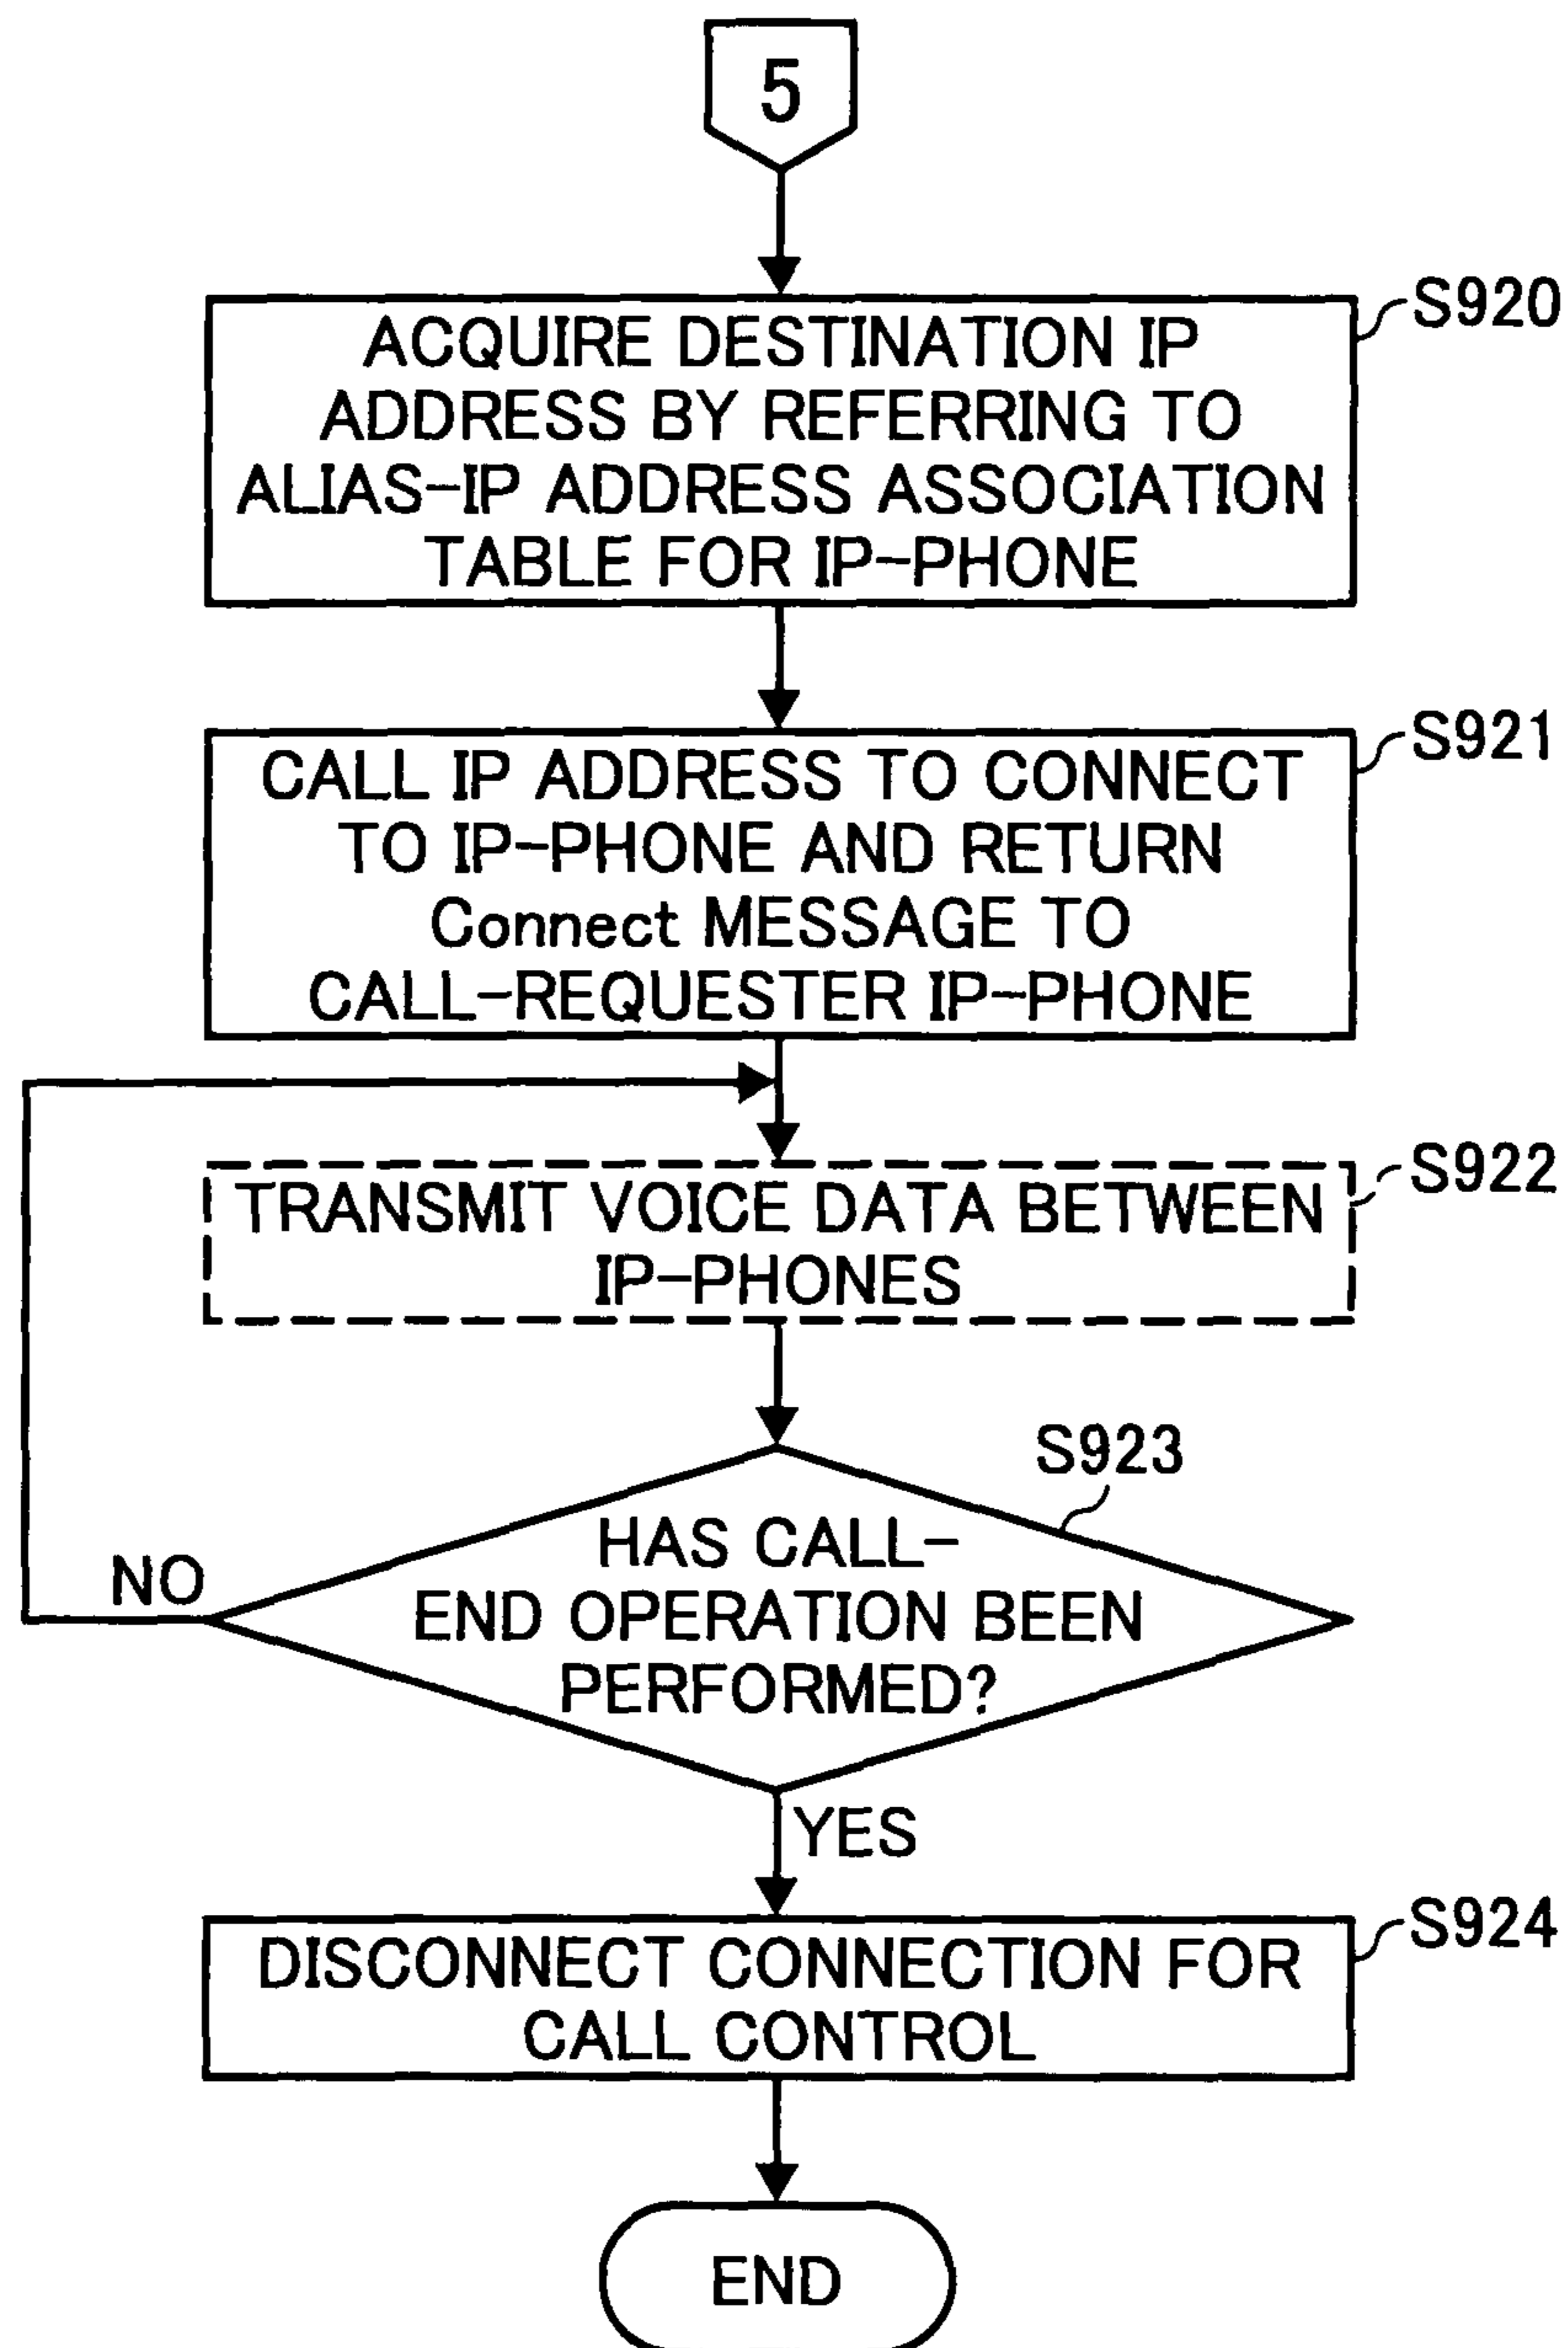 5
S920
ACQUIRE DESTINATION IP
ADDRESS BY REFERRING TO
ALIAS-IP ADDRESS ASSOCIATION
TABLE FOR IP-PHONE
S921
CALL IP ADDRESS TO CONNECT
TO IP-PHONE AND RETURN
Connect MESSAGE TO
CALL-REQUESTER IP-PHONE
S922
TRANSMIT VOICE DATA BETWEEN
IP-PHONES
S923
HAS CALL-
END OPERATION BEEN
PERFORMED?
NO
YES
S924
DISCONNECT CONNECTION FOR
CALL CONTROL
END